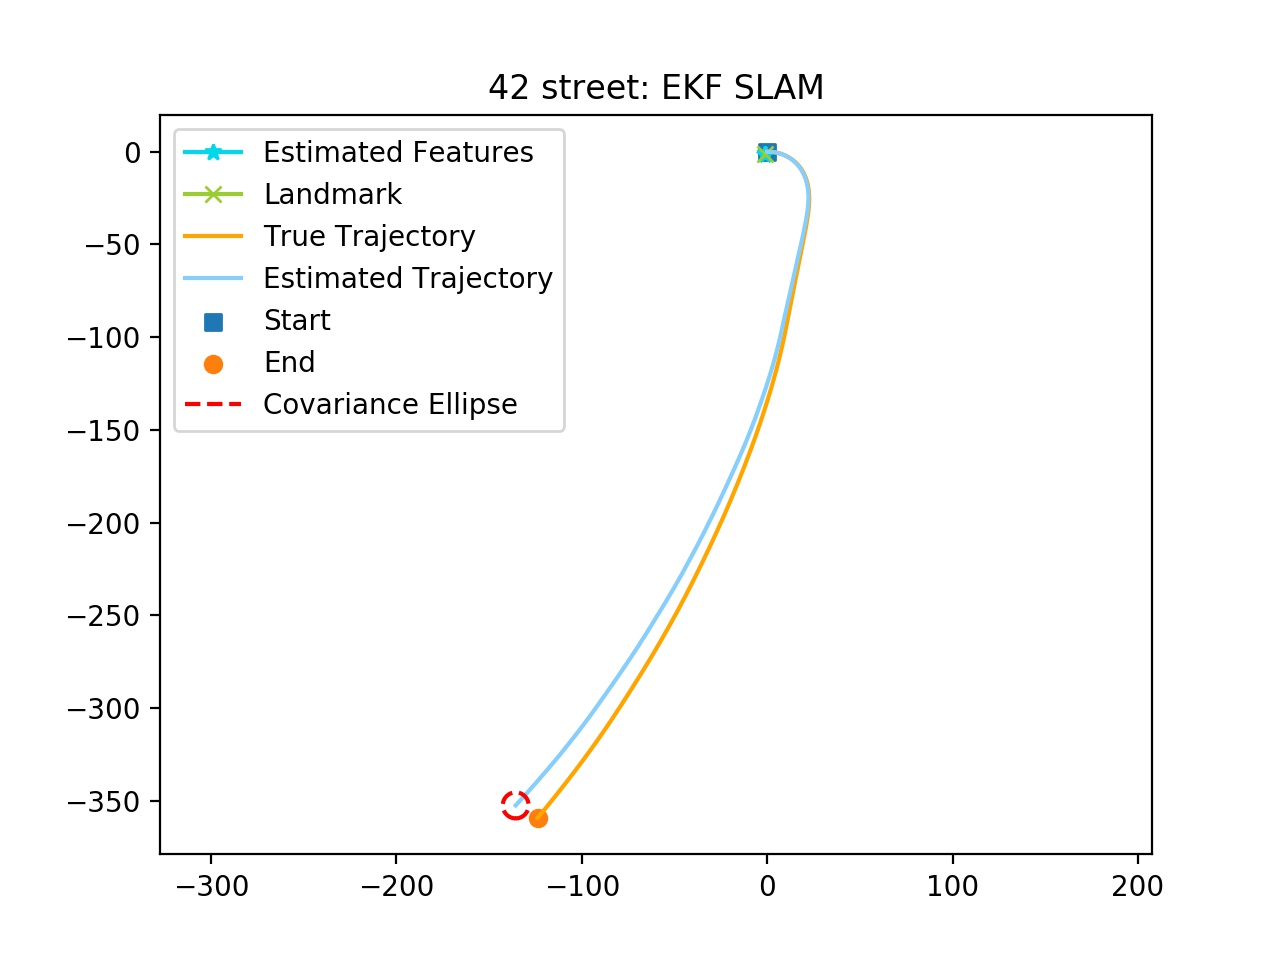 42 street: EKF SLAM
Estimated Features
Landmark
True Trajectory
Estimated Trajectory
Start
End
Covariance Ellipse
0
−50
−100
−150
−200
−250
−300
−350
−300 −200 −100 0 100 200